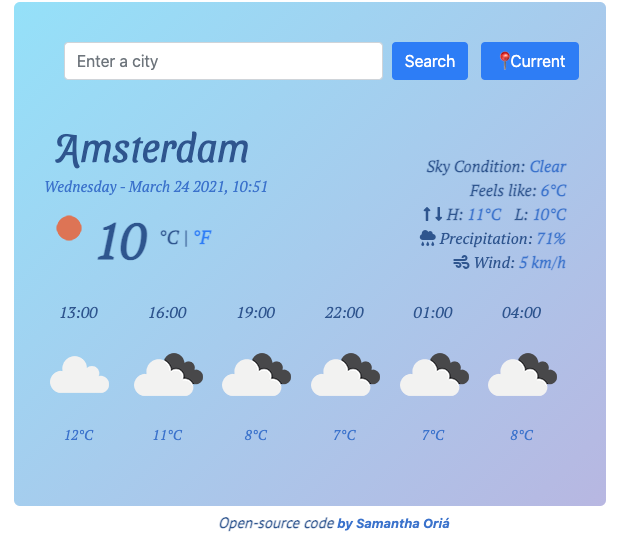 Enter a city Search Current
Amsterdam
Wednesday - March 24 2021, 10:51
10 °C | °F
Sky Condition: Clear
Feels like: 6°C
H: 11°C L: 10°C
Precipitation: 71%
Wind: 5 km/h
13:00 16:00 19:00 22:00 01:00 04:00
12°C 11°C 8°C 7°C 7°C 8°C
Open-source code by Samantha Oriá